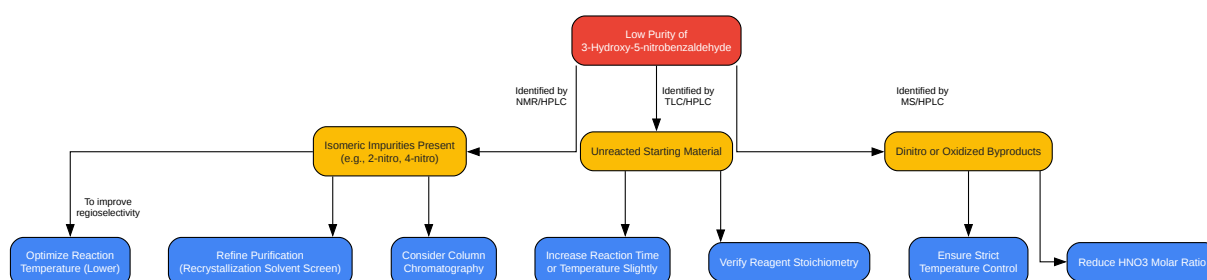 Low Purity of
3-Hydroxy-5-nitrobenzaldehyde
Identified by
NMR/HPLC
Identified by
TLC/HPLC
Identified by
MS/HPLC
Isomeric Impurities Present
(e.g., 2-nitro, 4-nitro)
Unreacted Starting Material
Dinitro or Oxidized Byproducts
To improve
regioselectivity
Optimize Reaction
Temperature (Lower)
Refine Purification
(Recrystallization Solvent Screen)
Consider Column
Chromatography
Increase Reaction Time
or Temperature Slightly
Verify Reagent Stoichiometry
Ensure Strict
Temperature Control
Reduce HNO3 Molar Ratio